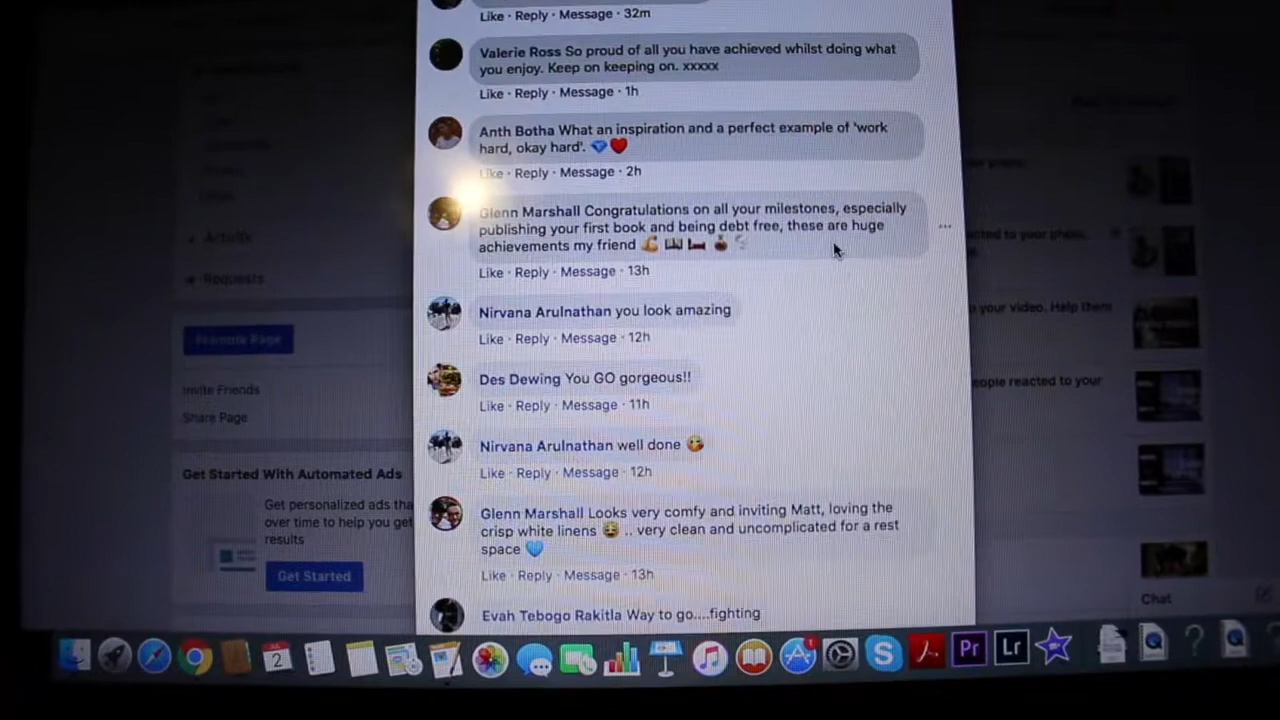 Like · Reply · Message · 32m
Valerie Ross So proud of all you have achieved whilst doing what
you enjoy. Keep on keeping on. xxxxx
Like · Reply · Message · 1h
Anth Botha What an inspiration and a perfect example of 'work
hard, okay hard'. 💎❤️
Like · Reply · Message · 2h
Glenn Marshall Congratulations on all your milestones, especially
publishing your first book and being debt free, these are huge
achievements my friend
Like · Reply · Message · 13h
Nirvana Arulnathan you look amazing
Like · Reply · Message · 12h
Des Dewing You GO gorgeous!!
Like · Reply · Message · 11h
Nirvana Arulnathan well done
Like · Reply · Message · 12h
Glenn Marshall Looks very comfy and inviting Matt, loving the
crisp white linens .. very clean and uncomplicated for a rest
space 💙
Like · Reply · Message · 13h
Evah Tebogo Rakitla Way to go....fighting
Requests
Promote Page
Invite Friends
Share Page
Get Started With Automated Ads
Get personalized ads tha
over time to help you get
results
Get Started
your video. Help them
people reacted to your
Chat
JUL
2
1
Pr
Lr